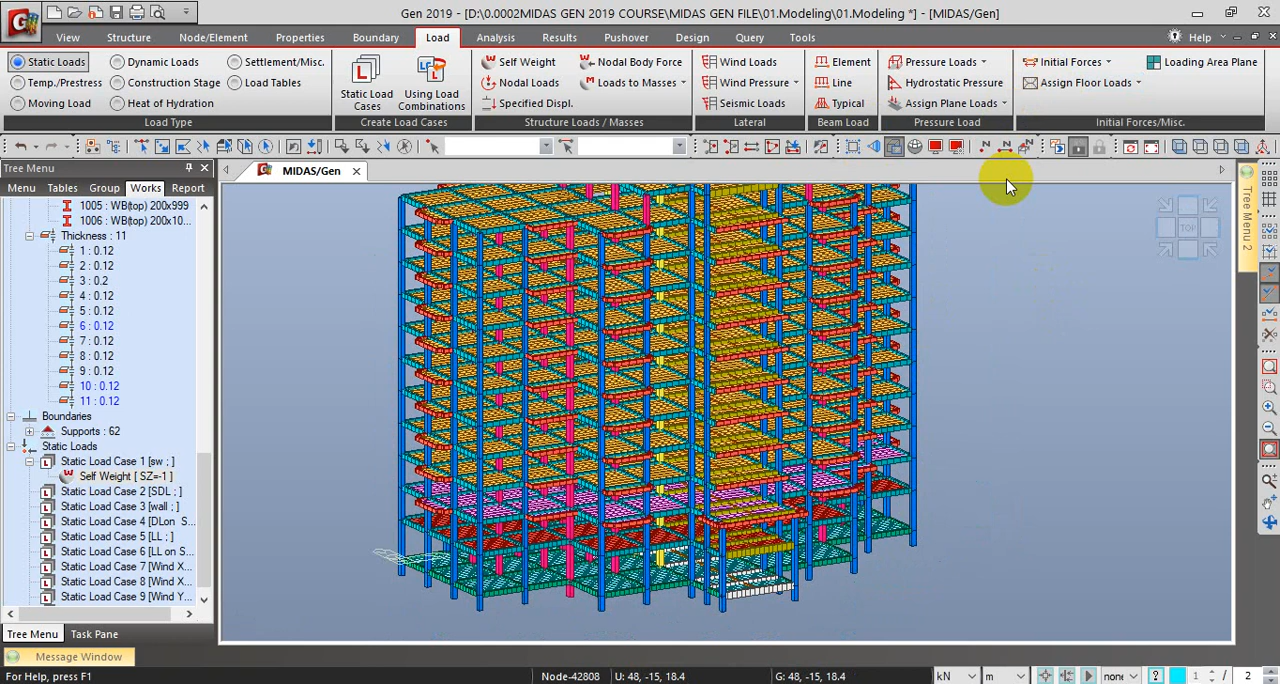 Gen 2019 - [D:\0.0002MIDAS GEN 2019 COURSE\MIDAS GENFILE\01.Modeling\01.Modeling *] - [MIDAS/Gen]
View Structure Node/Element Properties Boundary Load Analysis Results Pushover Design Query Tools Help
Static Loads Dynamic Loads Settlement/Misc.
Temp./Prestress Construction Stage Load Tables
Moving Load Heat of Hydration
Load Type
Static Load Cases
Using Load Combinations
Create Load Cases
Self Weight Nodal Body Force
Nodal Loads Loads to Masses
Specified Displ.
Structure Loads / Masses
Wind Loads
Wind Pressure
Seismic Loads
Lateral
Element
Line
Typical
Beam Load
Pressure Loads
Hydrostatic Pressure
Assign Plane Loads
Pressure Load
Initial Forces Loading Area Plane
Assign Floor Loads
Initial Forces/Misc.
Tree Menu
MIDAS/Gen
Menu Tables Group Works Report
1005 : WB(top) 200x999
1006 : WB(top) 200x10...
Thickness : 11
1 : 0.12
2 : 0.12
3 : 0.2
4 : 0.12
5 : 0.12
6 : 0.12
7 : 0.12
8 : 0.12
9 : 0.12
10 : 0.12
11 : 0.12
Boundaries
Supports : 62
Static Loads
Static Load Case 1 [sw ; ]
Self Weight [ SZ=-1 ]
Static Load Case 2 [SDL ; ]
Static Load Case 3 [wall ; ]
Static Load Case 4 [DLon S...
Static Load Case 5 [LL ; ]
Static Load Case 6 [LL on S...
Static Load Case 7 [Wind X...
Static Load Case 8 [Wind X...
Static Load Case 9 [Wind Y...
TOP
Tree Menu 2
Tree Menu Task Pane
Message Window
For Help, press F1 Node-42808 U: 48, -15, 18.4 G: 48, -15, 18.4 kN m none 1 / 2